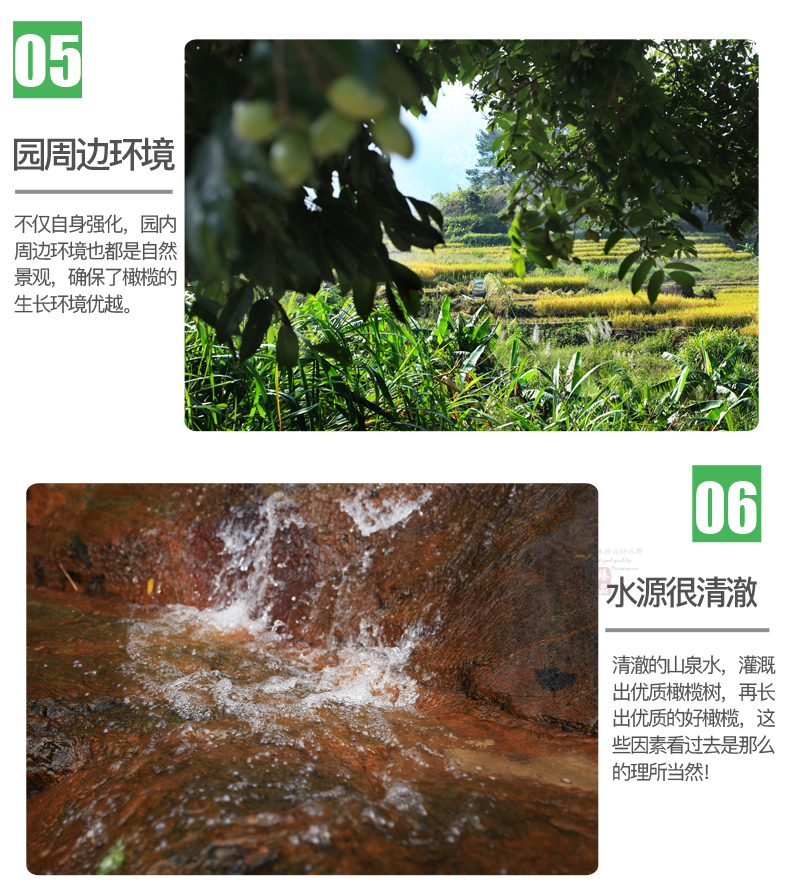 05
园周边环境
不仅自身强化，园内
周边环境也都是自然
景观，确保了橄榄的
生长环境优越。
06
水源很清澈
清澈的山泉水，灌溉
出优质橄榄树，再长
出优质的好橄榄，这
些因素看过去是那么
的理所当然！